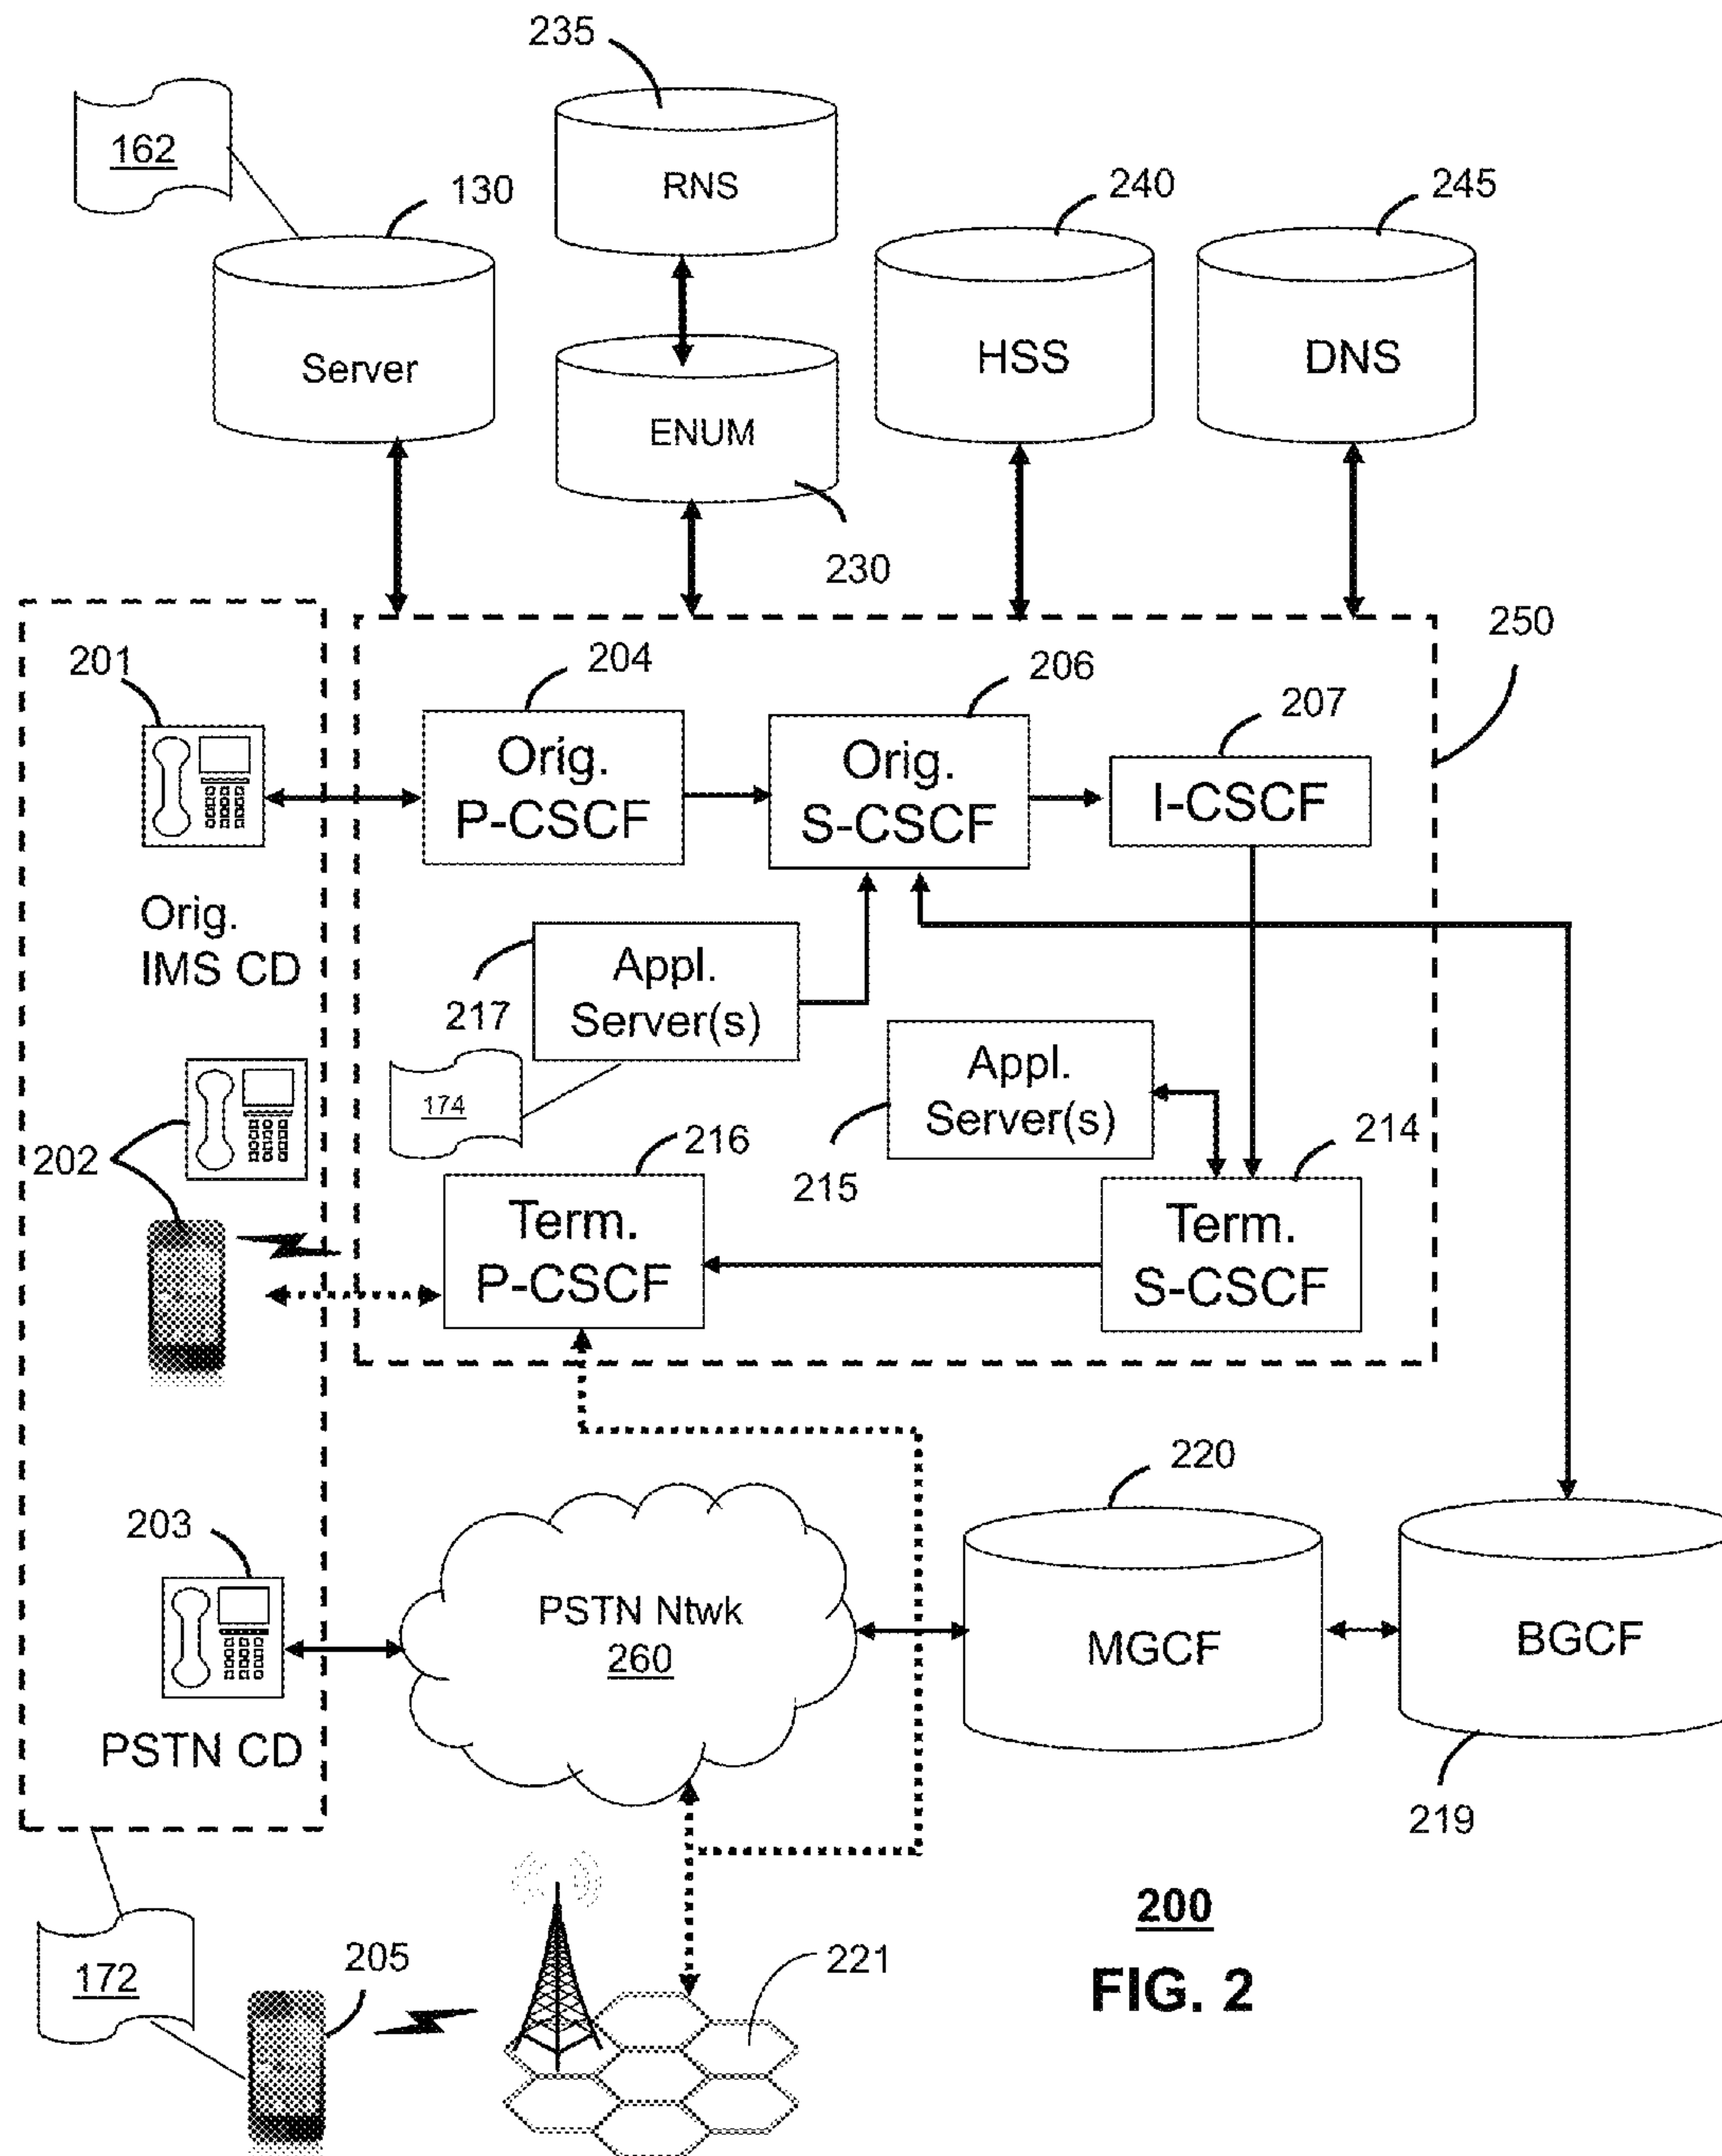 235
162
130
RNS
240
245
Server
ENUM
HSS
DNS
230
250
201
204
206
207
Orig.
P-CSCF
Orig.
S-CSCF
I-CSCF
Orig.
IMS CD
217
Appl.
Server(s)
174
Appl.
Server(s)
215
202
216
214
Term.
P-CSCF
Term.
S-CSCF
203
220
PSTN Ntwk
260
MGCF
BGCF
PSTN CD
219
172
205
221
200
FIG. 2